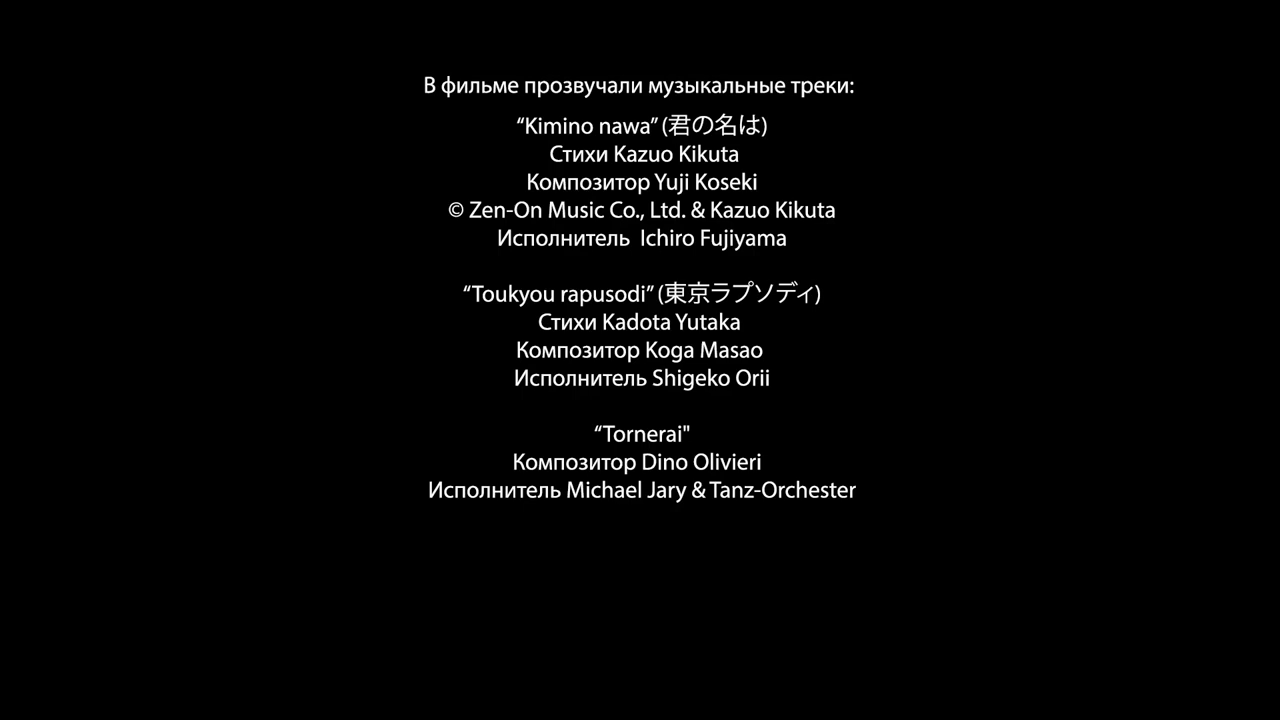 В фильме прозвучали музыкальные треки:
“Kimino nawa” (君の名は)
Стихи Kazuo Kikuta
Композитор Yuji Koseki
© Zen-On Music Co., Ltd. & Kazuo Kikuta
Исполнитель  Ichiro Fujiyama
“Toukyou rapusodi” (東京ラプソディ)
Стихи Kadota Yutaka
Композитор Koga Masao
Исполнитель Shigeko Orii
“Tornerai"
Композитор Dino Olivieri
Исполнитель Michael Jary & Tanz-Orchester